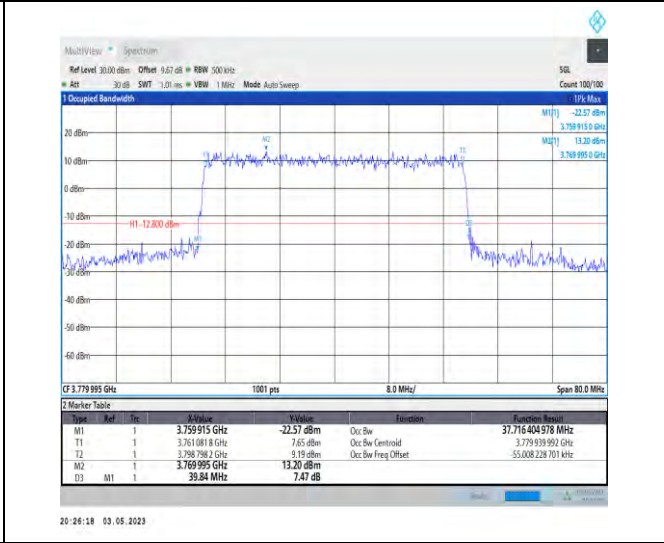 MultiView Spectrum
Ref Level 30.00 dBm Offset 9.67 dB RBW 500 kHz SGL
Att 30 dB SWT 1.01 ms VBW 1 MHz Mode Auto Sweep Count 100/100
1 Occupied Bandwidth 1Pk Max
M1(1) -22.57 dBm
3.759 915 0 GHz
M2(1) 13.20 dBm
3.769 995 0 GHz
20 dBm
M2
T1
T2
10 dBm
0 dBm
-10 dBm
H1 -12.800 dBm
M1
-20 dBm
-30 dBm
-40 dBm
-50 dBm
-60 dBm
CF 3.779 995 GHz 1001 pts 8.0 MHz/ Span 80.0 MHz
2 Marker Table
Type Ref Trc X-Value Y-Value Function Function Result
M1 1 3.759 915 GHz -22.57 dBm Occ Bw 37.716 404 978 MHz
T1 1 3.761 081 8 GHz 7.65 dBm Occ Bw Centroid 3.779 939 992 GHz
T2 1 3.798 798 2 GHz 9.19 dBm Occ Bw Freq Offset -55.008 228 701 kHz
M2 1 3.769 995 GHz 13.20 dBm
D3 M1 1 39.84 MHz 7.47 dB
20:26:18 03.05.2023